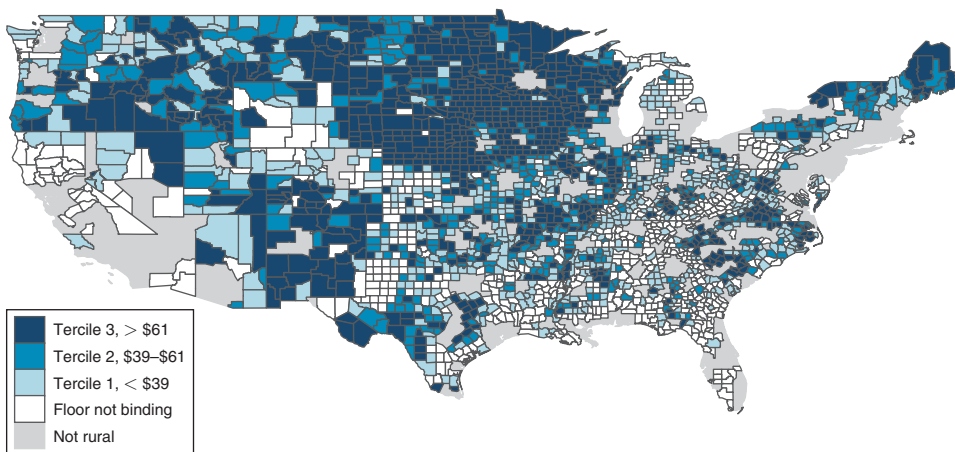 Tercile 3, > $61
Tercile 2, $39–$61
Tercile 1, < $39
Floor not binding
Not rural